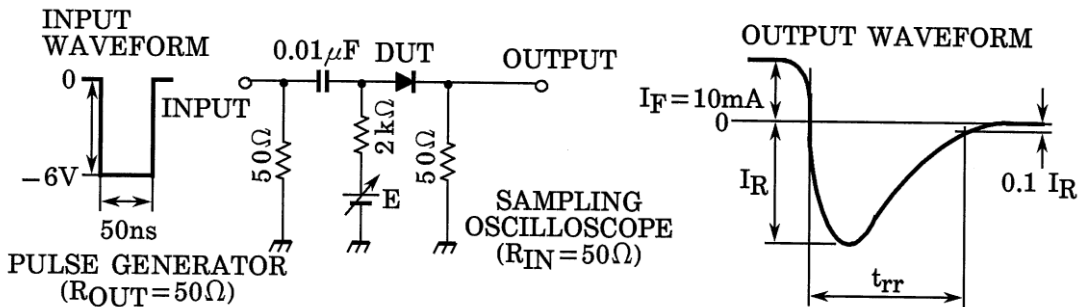 INPUT
WAVEFORM
0
−6V
50ns
PULSE GENERATOR
(ROUT=50Ω)
INPUT
50Ω
0.01μF
DUT
2kΩ
E
50Ω
OUTPUT
SAMPLING
OSCILLOSCOPE
(RIN=50Ω)
OUTPUT WAVEFORM
IF=10mA
0
IR
0.1 IR
trr